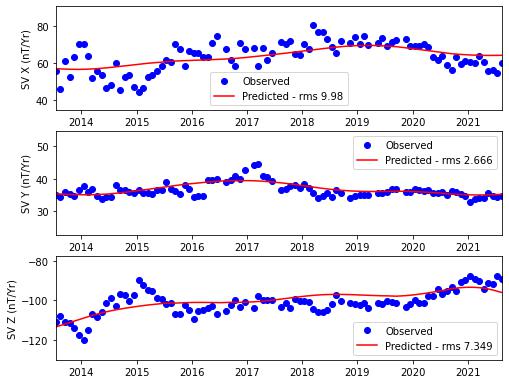 SV X (nT/Yr)
80
60
40
Observed
Predicted - rms 9.98
2014 2015 2016 2017 2018 2019 2020 2021
SV Y (nT/Yr)
50
40
30
Observed
Predicted - rms 2.666
2014 2015 2016 2017 2018 2019 2020 2021
SV Z (nT/Yr)
−80
−100
−120
Observed
Predicted - rms 7.349
2014 2015 2016 2017 2018 2019 2020 2021